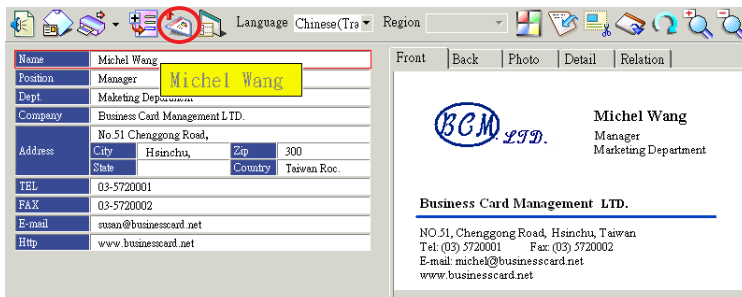 Language Chinese(Tra Region
Name Michel Wang
Position Manager
Michel Wang
Dept. Maketing Department
Company Business Card Management LTD.
Address No.51 Chenggong Road,
City Hsinchu, Zip 300
State Country Taiwan Roc.
TEL 03-5720001
FAX 03-5720002
E-mail susan@businesscard.net
Http www.businesscard.net
Front Back Photo Detail Relation
BCM LTD.
Michel Wang
Manager
Marketing Department
Business Card Management LTD.
NO.51, Chenggong Road, Hsinchu, Taiwan
Tel: (03) 5720001 Fax: (03) 5720002
E-mail: michel@businesscard.net
www.businesscard.net